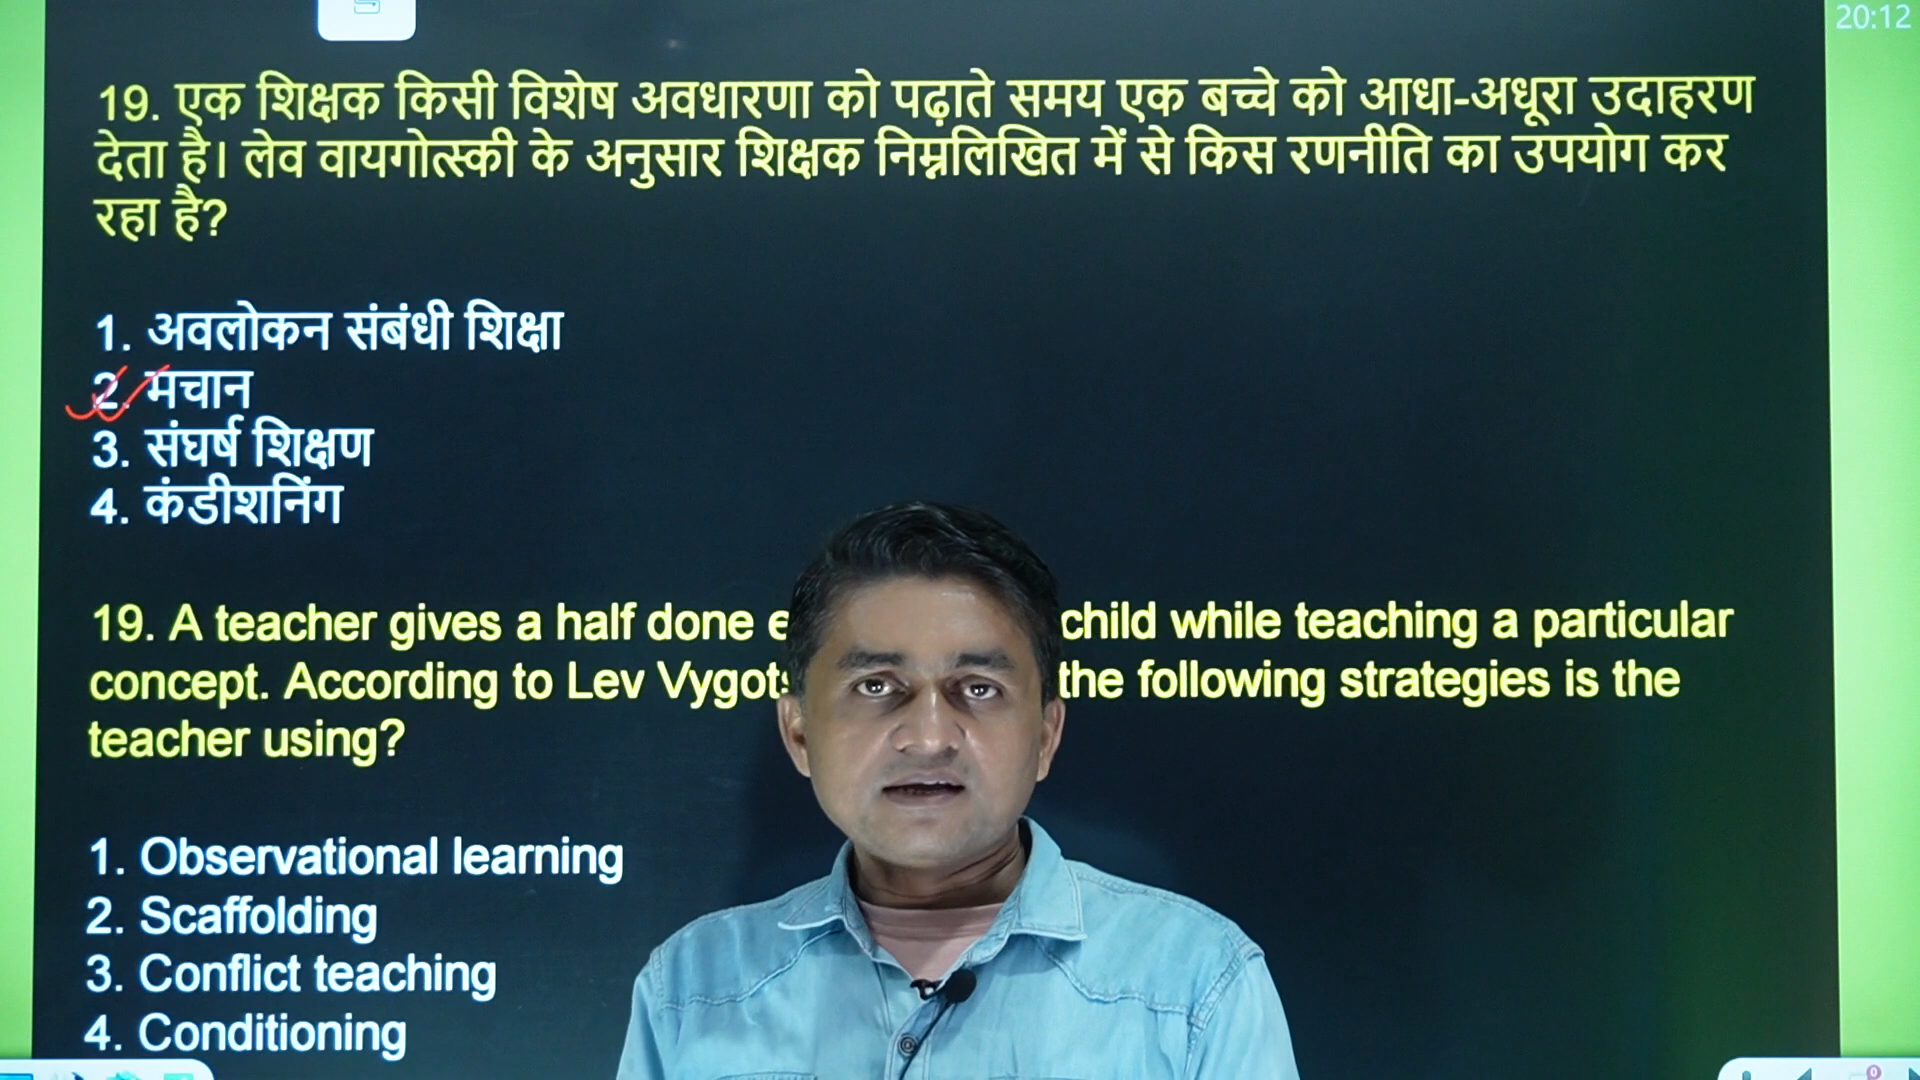 20:12
19. एक शिक्षक किसी विशेष अवधारणा को पढ़ाते समय एक बच्चे को आधा-अधूरा उदाहरण
देता है। लेव वायगोत्स्की के अनुसार शिक्षक निम्नलिखित में से किस रणनीति का उपयोग कर
रहा है?
1. अवलोकन संबंधी शिक्षा
2. मचान
3. संघर्ष शिक्षण
4. कंडीशनिंग
19. A teacher gives a half done child while teaching a particular
concept. According to Lev the following strategies is the
teacher using?
1. Observational learning
2. Scaffolding
3. Conflict teaching
4. Conditioning
0